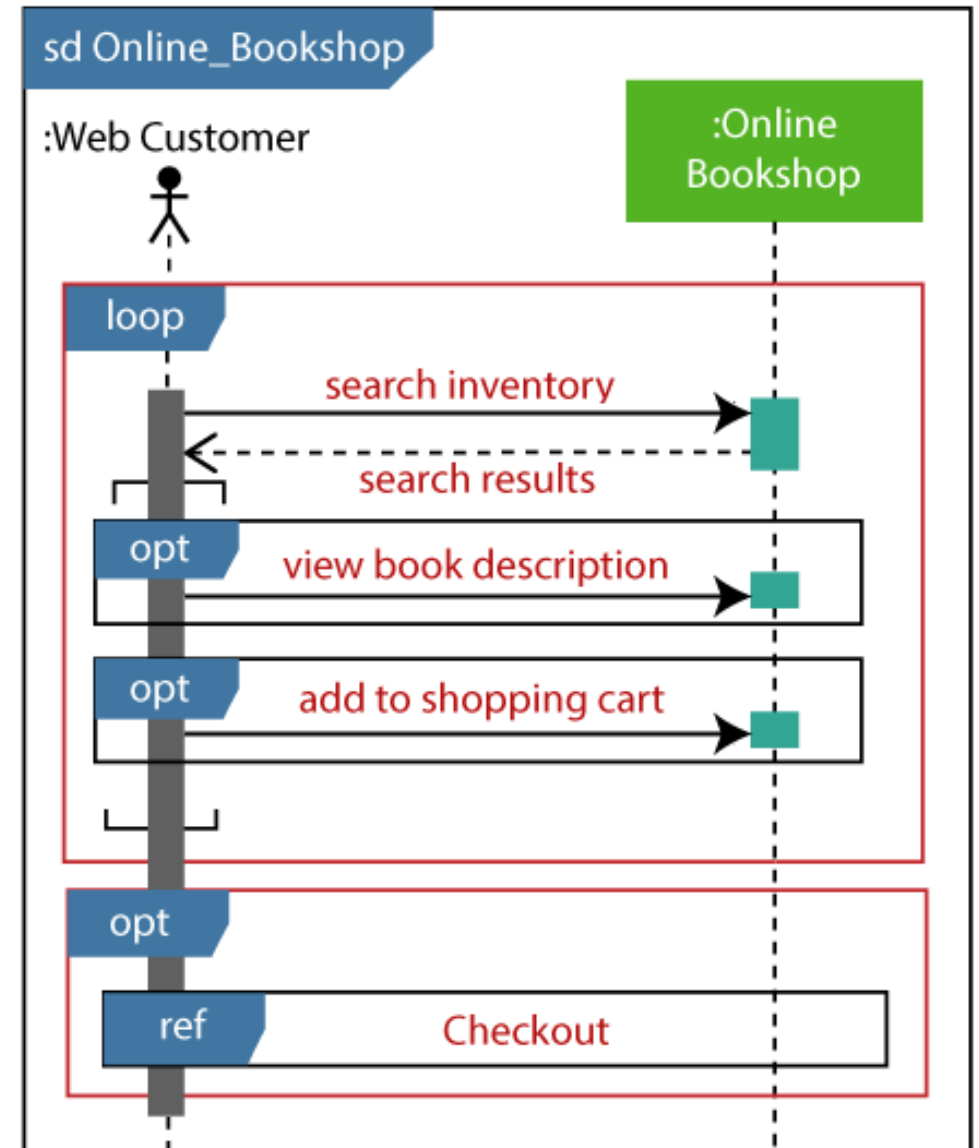 sd Online_Bookshop
:Web Customer
:Online
Bookshop
loop
search inventory
search results
opt
view book description
opt
add to shopping cart
opt
ref
Checkout